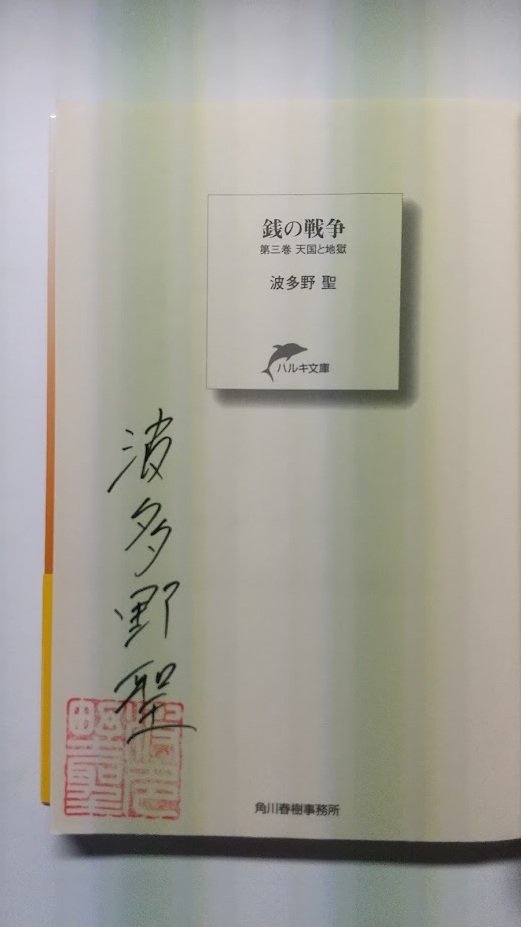 銭の戦争
第三巻 天国と地獄
波多野 聖
ハルキ文庫
波多野聖
角川春樹事務所